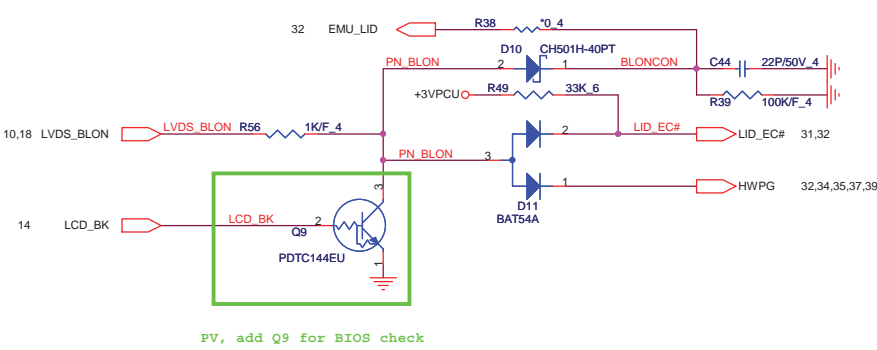 32 EMU_LID R38 *0_4
D10 CH501H-40PT
PN_BLON 2 1 BLONCON C44 22P/50V_4
+3VPCU R49 33K_6
R39 100K/F_4
10,18 LVDS_BLON LVDS_BLON R56 1K/F_4 2 LID_EC# LID_EC# 31,32
PN_BLON 3
3 1 HWPG 32,34,35,37,39
D11
BAT54A
14 LCD_BK LCD_BK 2
Q9
PDTC144EU
1
PV, add Q9 for BIOS check